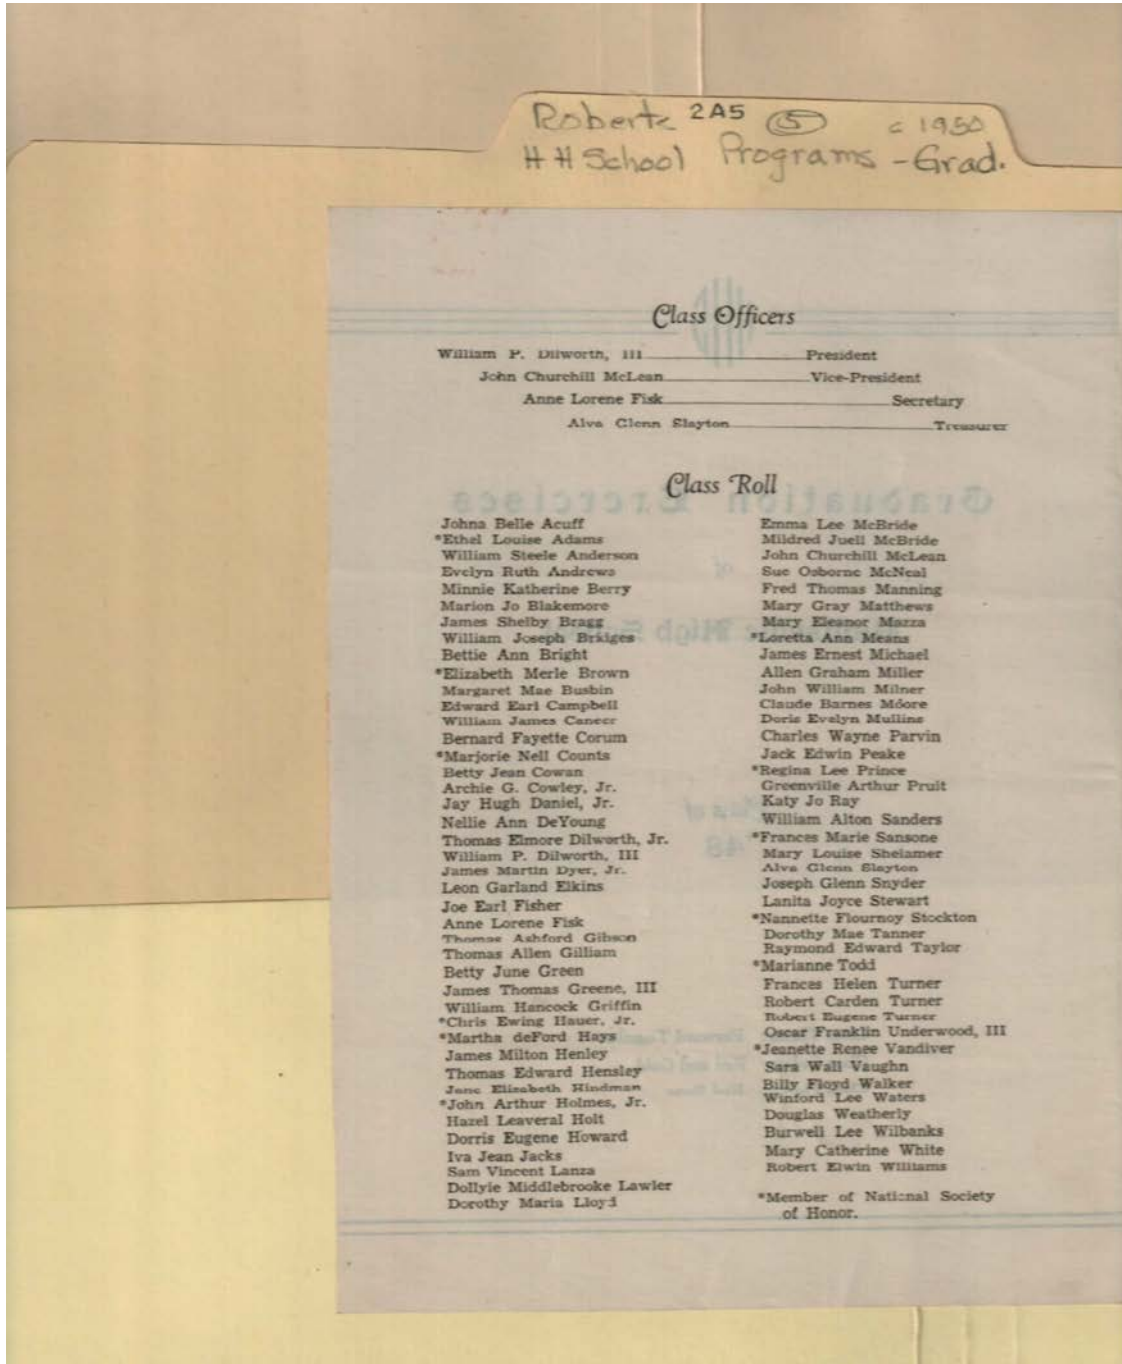 Roberts 2A5 5 c 1950
H H School Programs - Grad.
Class Officers
William P. Dilworth, III President
John Churchill McLean Vice-President
Anne Lorene Fisk Secretary
Alva Glenn Slayton Treasurer
Class Roll
Johna Belle Acuff
*Ethel Louise Adams
William Steele Anderson
Evelyn Ruth Andrews
Minnie Katherine Berry
Marion Jo Blakemore
James Shelby Bragg
William Joseph Bridges
Bettie Ann Bright
*Elizabeth Merle Brown
Margaret Mae Busbin
Edward Earl Campbell
William James Caneer
Bernard Fayette Corum
*Marjorie Nell Counts
Betty Jean Cowan
Archie G. Cowley, Jr.
Jay Hugh Daniel, Jr.
Nellie Ann DeYoung
Thomas Elmore Dilworth, Jr.
William P. Dilworth, III
James Martin Dyer, Jr.
Leon Garland Elkins
Joe Earl Fisher
Anne Lorene Fisk
Thomas Ashford Gibson
Thomas Allen Gilliam
Betty June Green
James Thomas Greene, III
William Hancock Griffin
*Chris Ewing Hauer, Jr.
*Martha deFord Hays
James Milton Henley
Thomas Edward Hensley
Jane Elizabeth Hindman
*John Arthur Holmes, Jr.
Hazel Leaveral Holt
Dorris Eugene Howard
Iva Jean Jacks
Sam Vincent Lanza
Dollyle Middlebrooke Lawler
Dorothy Maria Lloyd
Emma Lee McBride
Mildred Juell McBride
John Churchill McLean
Sue Osborne McNeal
Fred Thomas Manning
Mary Gray Matthews
Mary Eleanor Mazza
*Loretta Ann Means
James Ernest Michael
Allen Graham Miller
John William Milner
Claude Barnes Moore
Doris Evelyn Mullins
Charles Wayne Parvin
Jack Edwin Peake
*Regina Lee Prince
Greenville Arthur Pruit
Katy Jo Ray
William Alton Sanders
*Frances Marie Sansone
Mary Louise Shelamer
Alva Glenn Slayton
Joseph Glenn Snyder
Lanita Joyce Stewart
*Nannette Flournoy Stockton
Dorothy Mae Tanner
Raymond Edward Taylor
*Marianne Todd
Frances Helen Turner
Robert Carden Turner
Robert Eugene Turner
Oscar Franklin Underwood, III
*Jeanette Renee Vandiver
Sara Wall Vaughn
Billy Floyd Walker
Winford Lee Waters
Douglas Weatherly
Burwell Lee Wilbanks
Mary Catherine White
Robert Elwin Williams
*Member of National Society
of Honor.